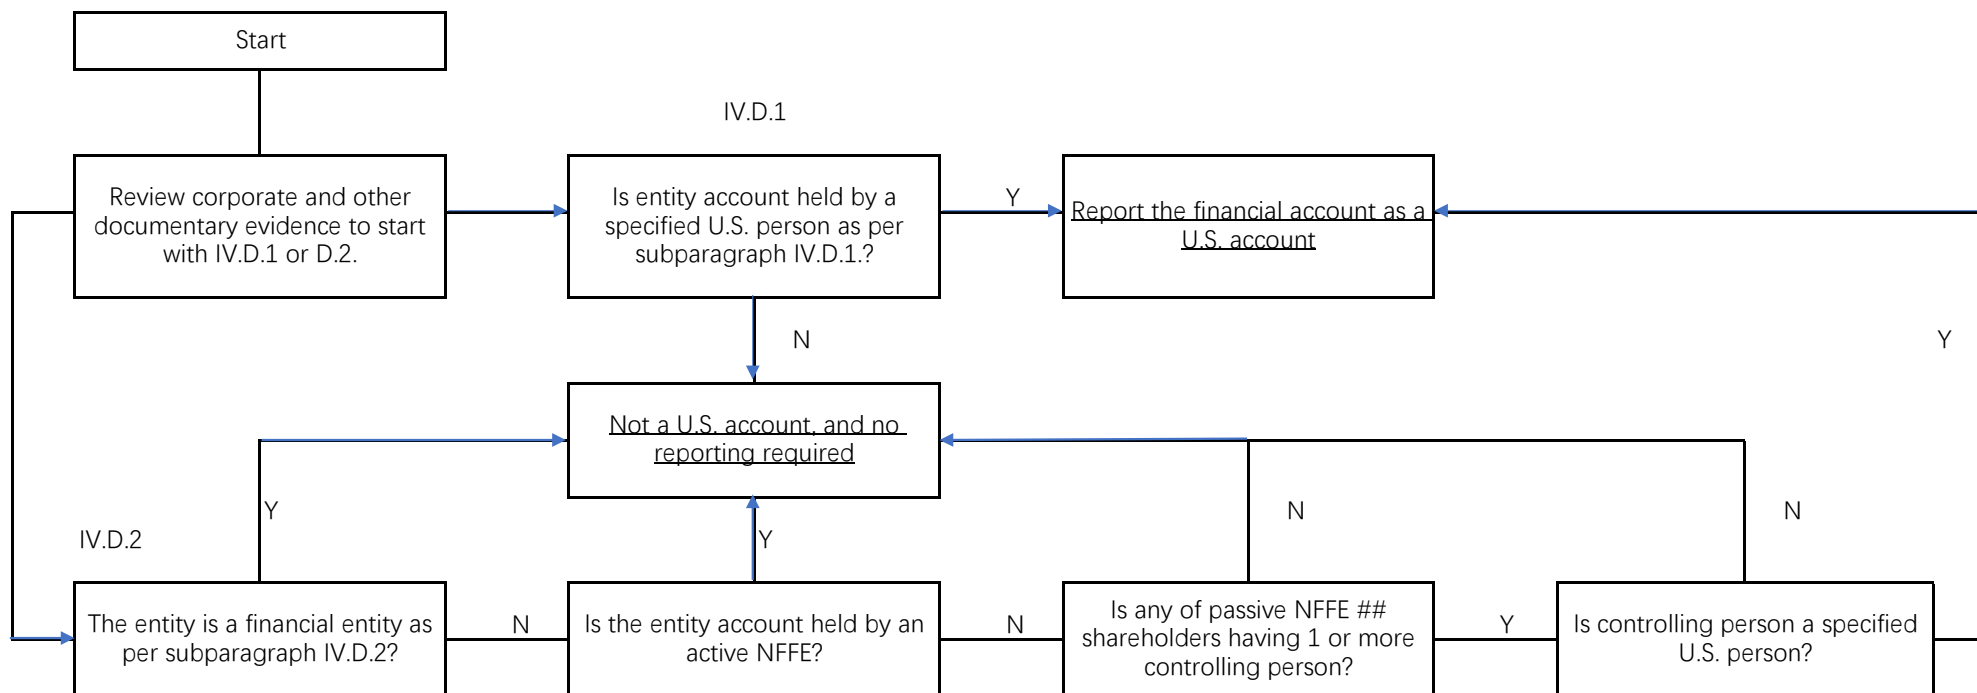 Start
IV.D.1
Review corporate and other
documentary evidence to start
with IV.D.1 or D.2.
Is entity account held by a
specified U.S. person as per
subparagraph IV.D.1.?
Y
Report the financial account as a
U.S. account
N
Y
Not a U.S. account, and no
reporting required
Y
IV.D.2
Y
N
N
The entity is a financial entity as
per subparagraph IV.D.2?
N
Is the entity account held by an
active NFFE?
N
Is any of passive NFFE ##
shareholders having 1 or more
controlling person?
Y
Is controlling person a specified
U.S. person?